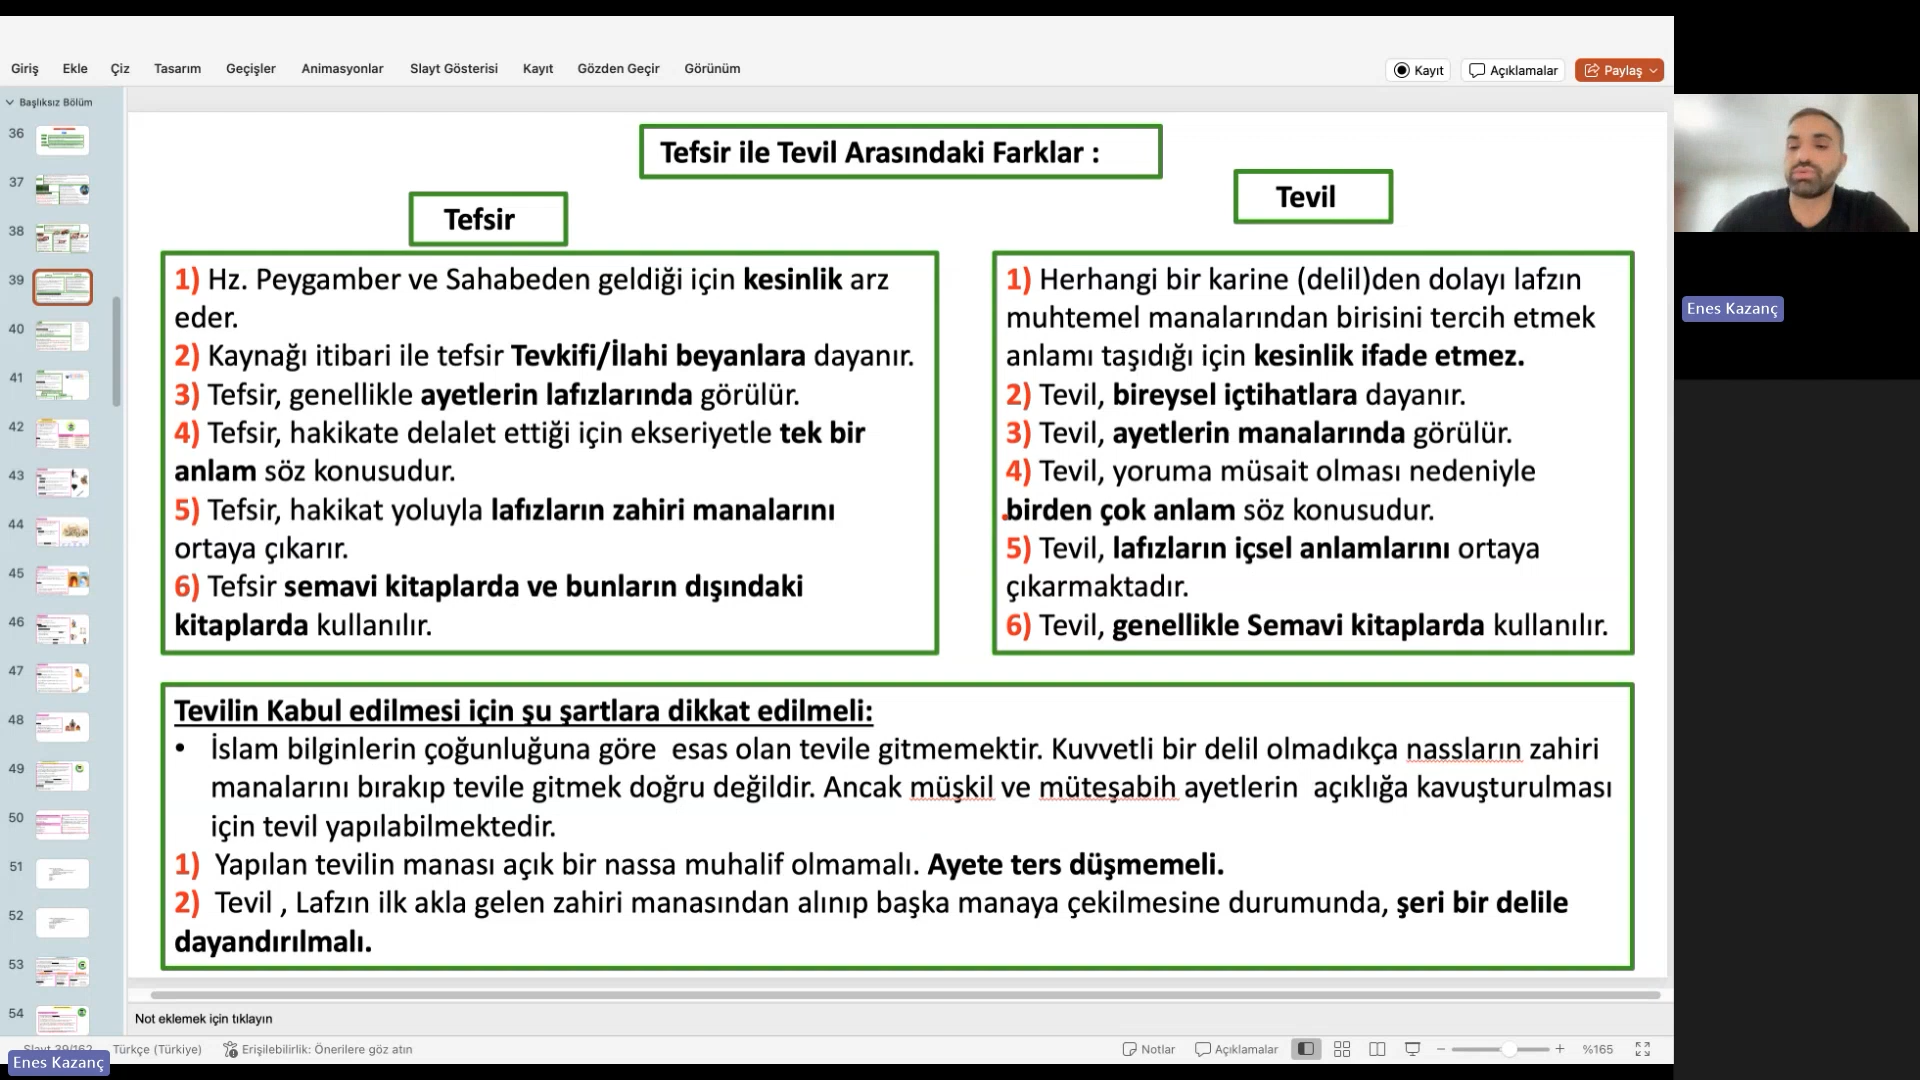 Giriş Ekle Çiz Tasarım Geçişler Animasyonlar Slayt Gösterisi Kayıt Gözden Geçir Görünüm
Kayıt Açıklamalar Paylaş
Başlıksız Bölüm
36
37
38
39
40
41
42
43
44
45
46
47
48
49
50
51
52
53
54
Tefsir ile Tevil Arasındaki Farklar :
Tefsir
1) Hz. Peygamber ve Sahabeden geldiği için kesinlik arz
eder.
2) Kaynağı itibari ile tefsir Tevkifi/İlahi beyanlara dayanır.
3) Tefsir, genellikle ayetlerin lafızlarında görülür.
4) Tefsir, hakikate delalet ettiği için ekseriyetle tek bir
anlam söz konusudur.
5) Tefsir, hakikat yoluyla lafızların zahiri manalarını
ortaya çıkarır.
6) Tefsir semavi kitaplarda ve bunların dışındaki
kitaplarda kullanılır.
Tevil
1) Herhangi bir karine (delil)den dolayı lafzın
muhtemel manalarından birisini tercih etmek
anlamı taşıdığı için kesinlik ifade etmez.
2) Tevil, bireysel içtihatlara dayanır.
3) Tevil, ayetlerin manalarında görülür.
4) Tevil, yoruma müsait olması nedeniyle
birden çok anlam söz konusudur.
5) Tevil, lafızların içsel anlamlarını ortaya
çıkarmaktadır.
6) Tevil, genellikle Semavi kitaplarda kullanılır.
Tevilin Kabul edilmesi için şu şartlara dikkat edilmeli:
• İslam bilginlerin çoğunluğuna göre esas olan tevile gitmemektir. Kuvvetli bir delil olmadıkça nassların zahiri
manalarını bırakıp tevile gitmek doğru değildir. Ancak müşkil ve müteşabih ayetlerin açıklığa kavuşturulması
için tevil yapılabilmektedir.
1) Yapılan tevilin manası açık bir nassa muhalif olmamalı. Ayete ters düşmemeli.
2) Tevil , Lafzın ilk akla gelen zahiri manasından alınıp başka manaya çekilmesine durumunda, şeri bir delile
dayandırılmalı.
Not eklemek için tıklayın
Slayt 39/162 Türkçe (Türkiye) Erişilebilirlik: Önerilere göz atın
Notlar Açıklamalar %165
Enes Kazanç
Enes Kazanç